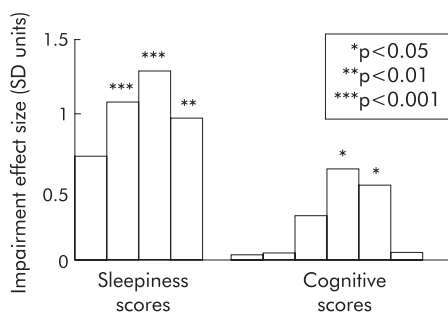 Impairment effect size (SD units)
1.5
1
0.5
0
***
***
**
*
*
*p<0.05
**p<0.01
***p<0.001
Sleepiness
scores
Cognitive
scores